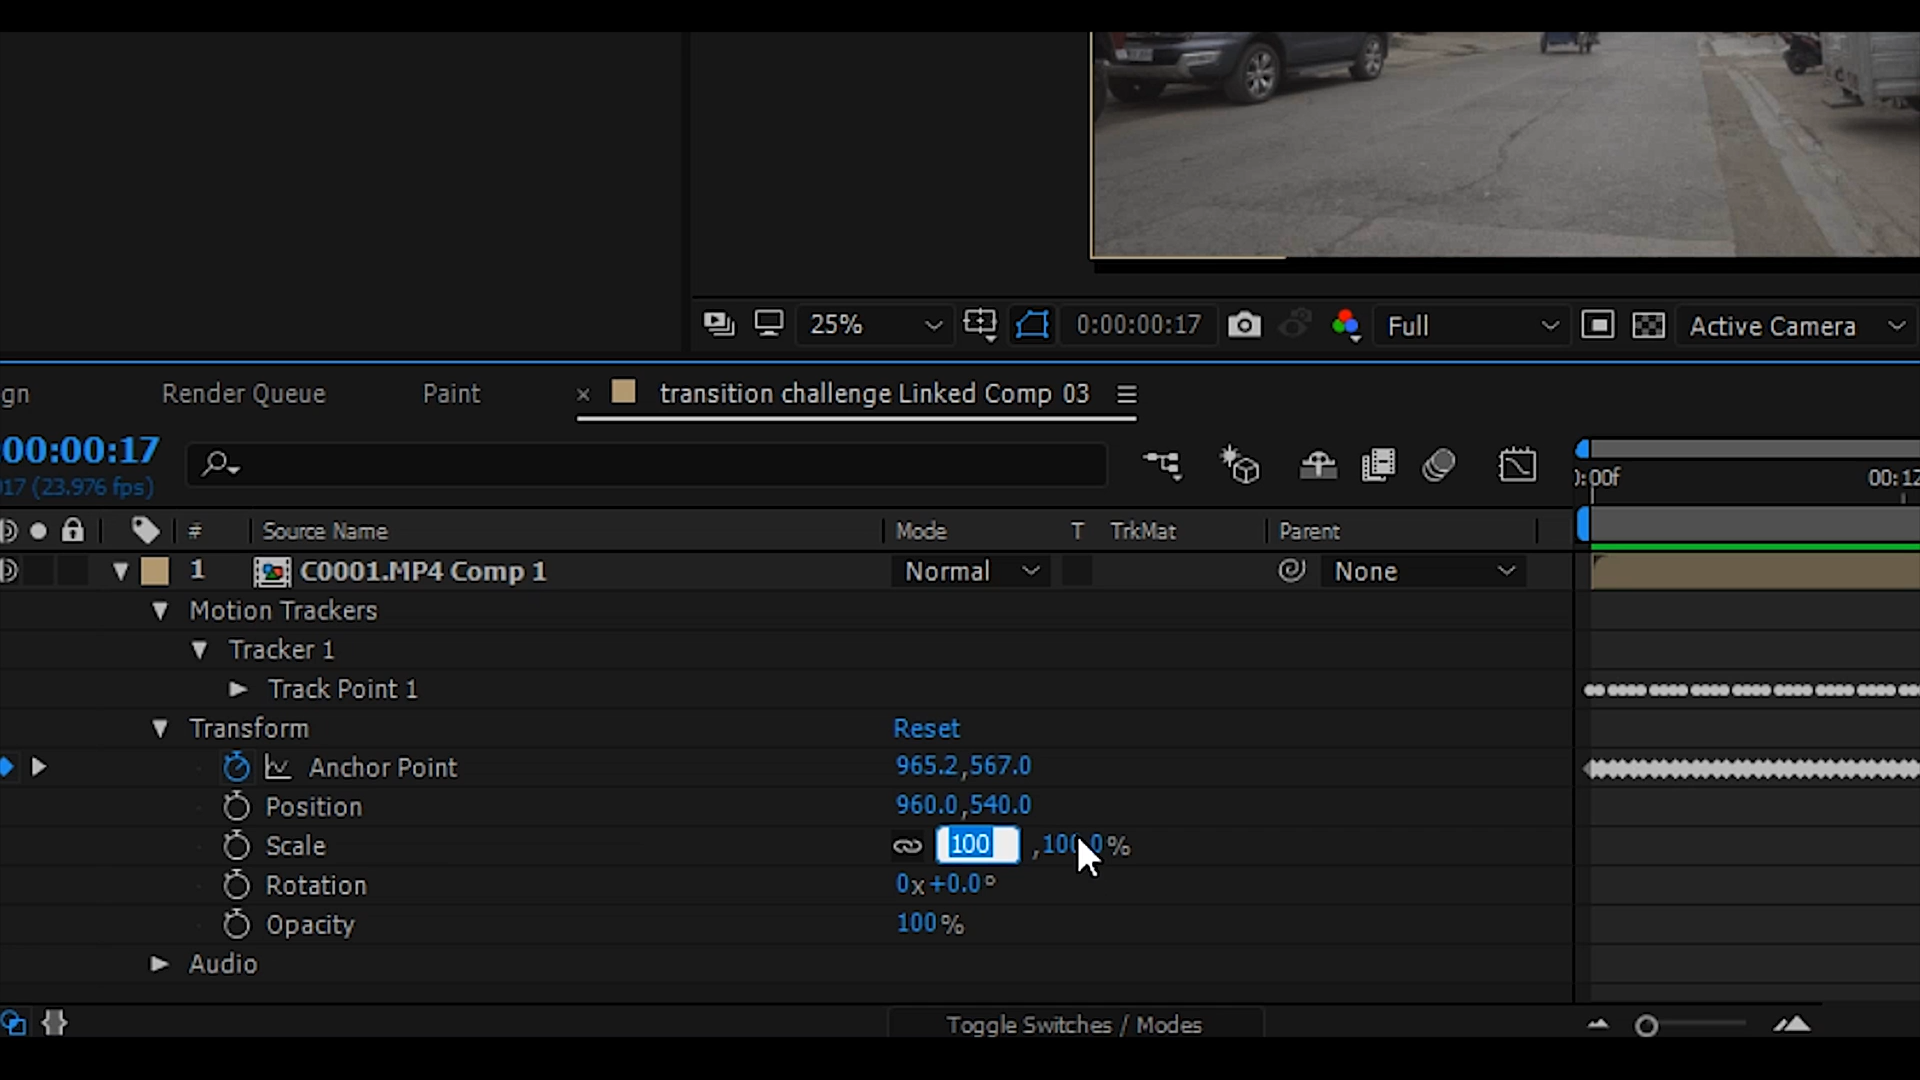 25%
0:00:00:17
Full
Active Camera
gn
Render Queue
Paint
× transition challenge Linked Comp 03
00:00:17
017 (23.976 fps)
0:00f
00:12
#
Source Name
Mode
T
TrkMat
Parent
1
C0001.MP4 Comp 1
Normal
None
Motion Trackers
Tracker 1
Track Point 1
Transform
Reset
Anchor Point
965.2,567.0
Position
960.0,540.0
Scale
100 ,100.0%
Rotation
0x+0.0°
Opacity
100%
Audio
Toggle Switches / Modes